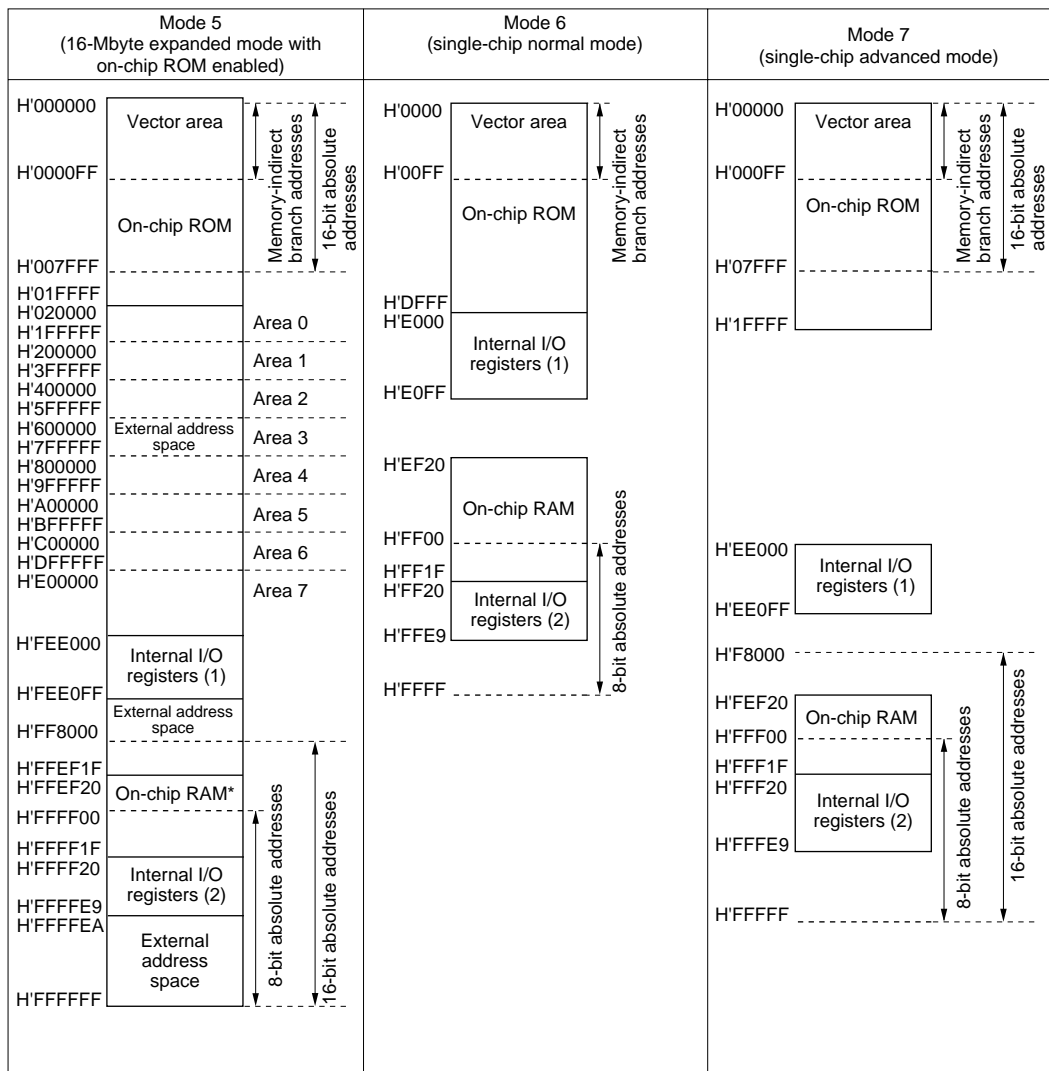 Mode 5
(16-Mbyte expanded mode with
on-chip ROM enabled)
H'000000
Vector area
H'0000FF
On-chip ROM
H'007FFF
H'01FFFF
H'020000
H'1FFFFF
H'200000
H'3FFFFF
H'400000
H'5FFFFF
H'600000
H'7FFFFF
H'800000
H'9FFFFF
H'A00000
H'BFFFFF
H'C00000
H'DFFFFF
H'E00000
External address
space
Area 0
Area 1
Area 2
Area 3
Area 4
Area 5
Area 6
Area 7
H'FEE000
Internal I/O
registers (1)
H'FEE0FF
External address
space
H'FF8000
H'FFEF1F
H'FFEF20
On-chip RAM*
H'FFFF00
H'FFFF1F
H'FFFF20
Internal I/O
registers (2)
H'FFFFE9
H'FFFFEA
External
address
space
H'FFFFFF
Memory-indirect
branch addresses
16-bit absolute
addresses
8-bit absolute addresses
16-bit absolute addresses
Mode 6
(single-chip normal mode)
H'0000
Vector area
H'00FF
On-chip ROM
H'DFFF
H'E000
Internal I/O
registers (1)
H'E0FF
H'EF20
On-chip RAM
H'FF00
H'FF1F
H'FF20
Internal I/O
registers (2)
H'FFE9
H'FFFF
Memory-indirect
branch addresses
8-bit absolute addresses
Mode 7
(single-chip advanced mode)
H'00000
Vector area
H'000FF
On-chip ROM
H'07FFF
H'1FFFF
Memory-indirect
branch addresses
16-bit absolute
addresses
H'EE000
Internal I/O
registers (1)
H'EE0FF
H'F8000
H'FEF20
On-chip RAM
H'FFF00
H'FFF1F
H'FFF20
Internal I/O
registers (2)
H'FFFE9
H'FFFFF
8-bit absolute addresses
16-bit absolute addresses